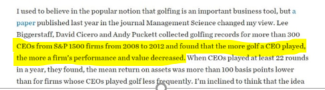 I used to believe in the popular notion that golfing is an important business tool, but a
paper published last year in the journal Management Science changed my view. Lee
Biggerstaff, David Cicero and Andy Puckett collected golfing records for more than 300
CEOs from S&P 1500 firms from 2008 to 2012 and found that the more golf a CEO played,
the more a firm's performance and value decreased. When CEOs played at least 22 rounds
in a year, they found, the mean return on assets was more than 100 basis points lower
than for firms whose CEOs played golf less frequently. I'm inclined to think that the idea